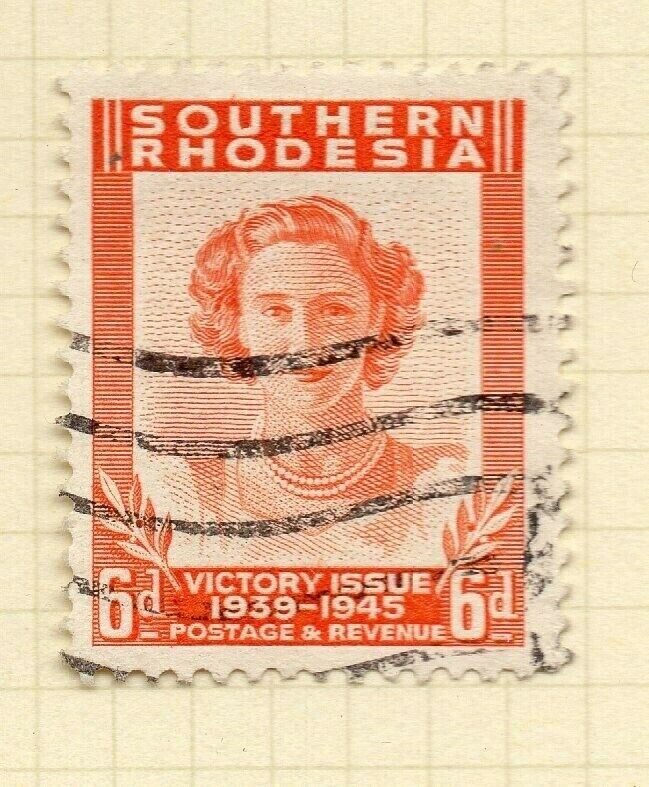 SOUTHERN
RHODESIA
VICTORY ISSUE
6d. 1939-1945 6d.
POSTAGE & REVENUE